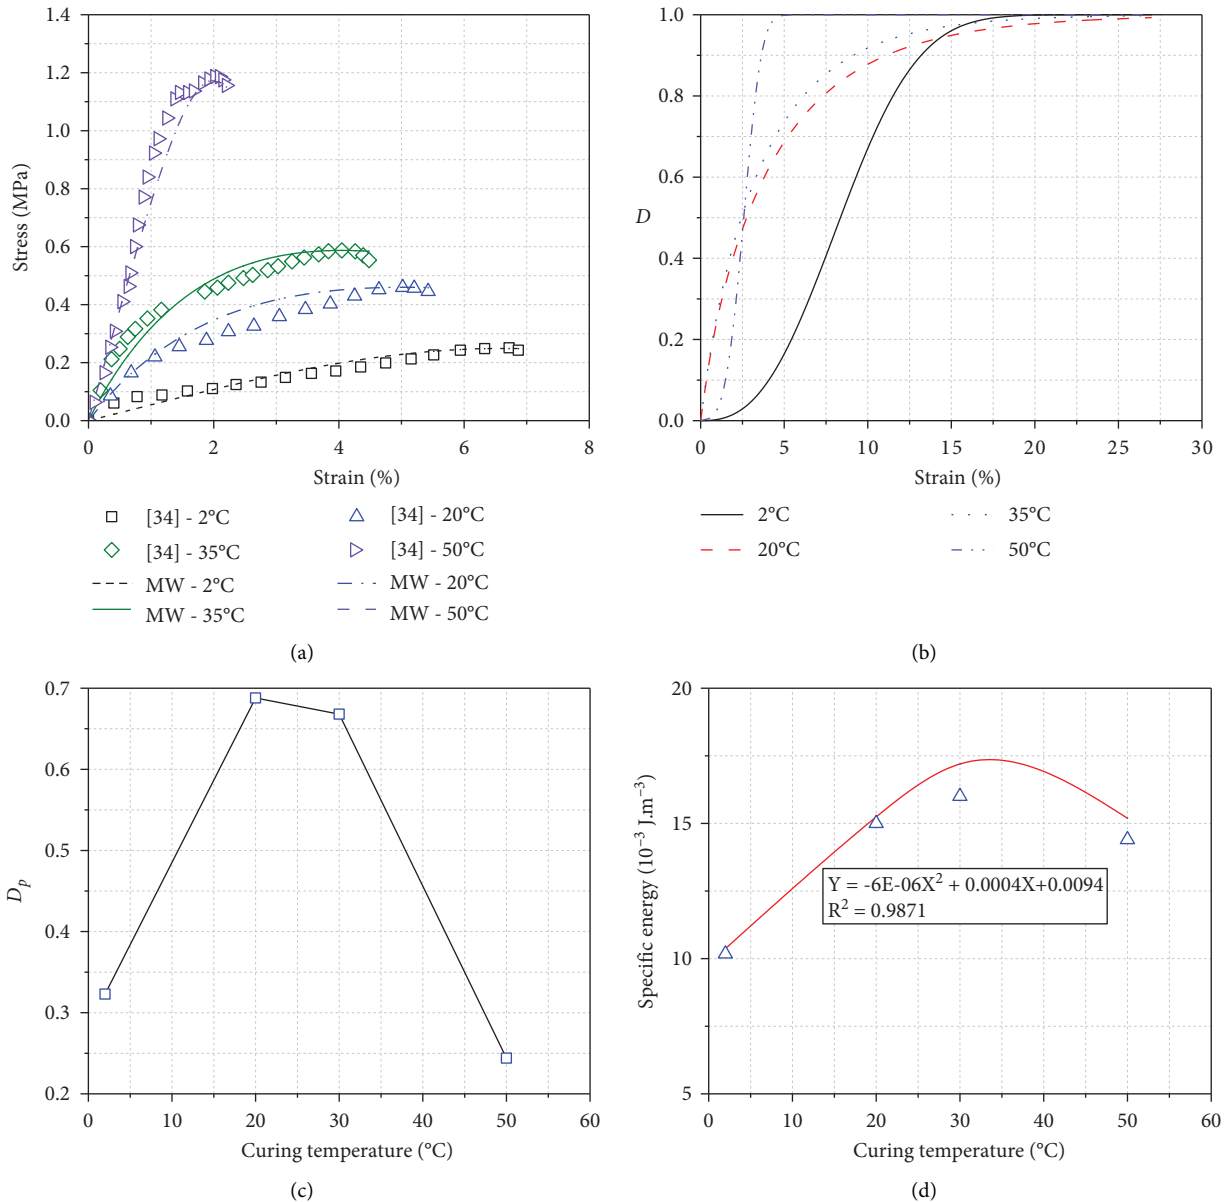 1.4
1.2
1.0
0.8
0.6
0.4
0.2
0.0
Stress (MPa)
0 2 4 6 8
Strain (%)
[34] - 2°C
[34] - 20°C
[34] - 35°C
[34] - 50°C
MW - 2°C
MW - 20°C
MW - 35°C
MW - 50°C
(a)
1.0
0.8
0.6
D
0.4
0.2
0.0
0 5 10 15 20 25 30
Strain (%)
2°C
35°C
20°C
50°C
(b)
0.7
0.6
0.5
0.4
0.3
0.2
D_p
0 10 20 30 40 50 60
Curing temperature (°C)
(c)
20
15
10
5
Specific energy (10⁻³ J.m⁻³)
Y = -6E-06X² + 0.0004X+0.0094
R² = 0.9871
0 10 20 30 40 50 60
Curing temperature (°C)
(d)